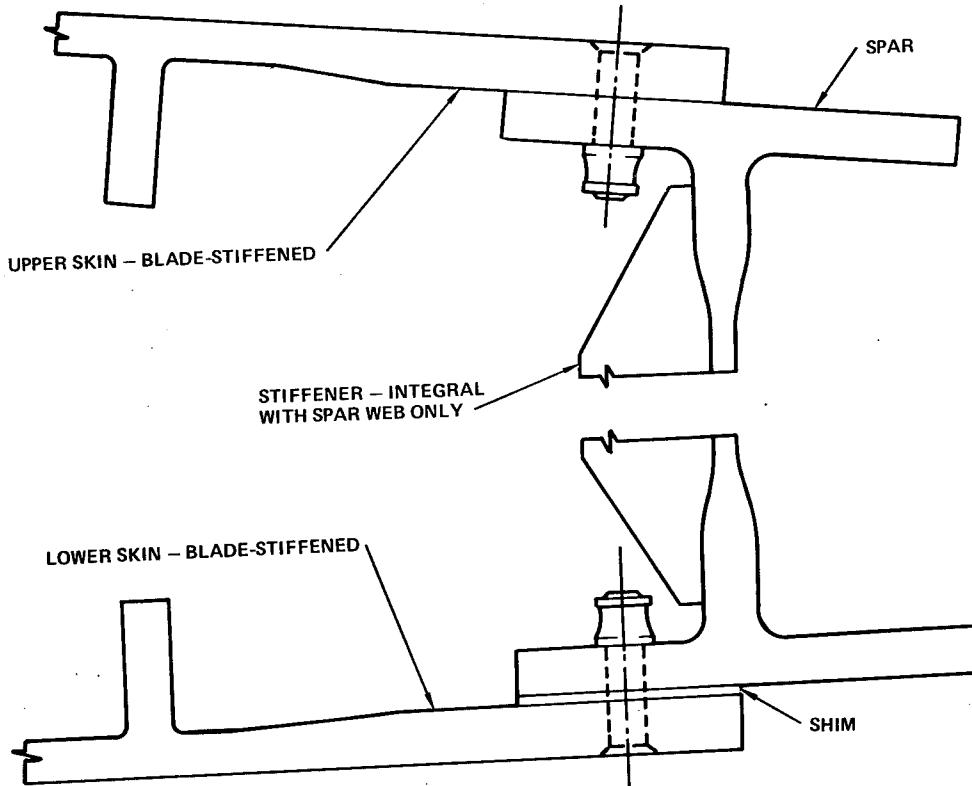 SPAR
UPPER SKIN – BLADE-STIFFENED
STIFFENER – INTEGRAL
WITH SPAR WEB ONLY
LOWER SKIN – BLADE-STIFFENED
SHIM